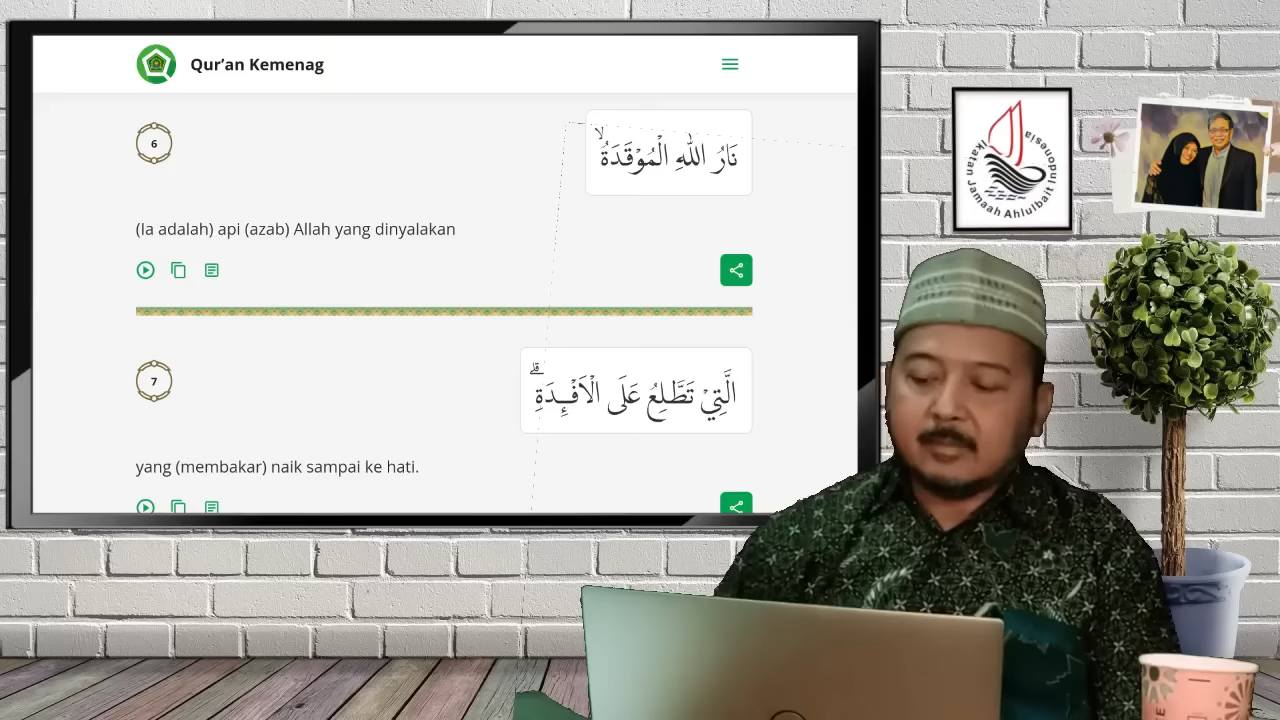 Qur’an Kemenag
6
نَارُ اللّٰهِ الْمُوْقَدَةُۙ
(Ia adalah) api (azab) Allah yang dinyalakan
7
الَّتِيْ تَطَّلِعُ عَلَى الْاَفْـِٕدَةِۗ
yang (membakar) naik sampai ke hati.
Ikatan Jamaah Ahlulbait Indonesia